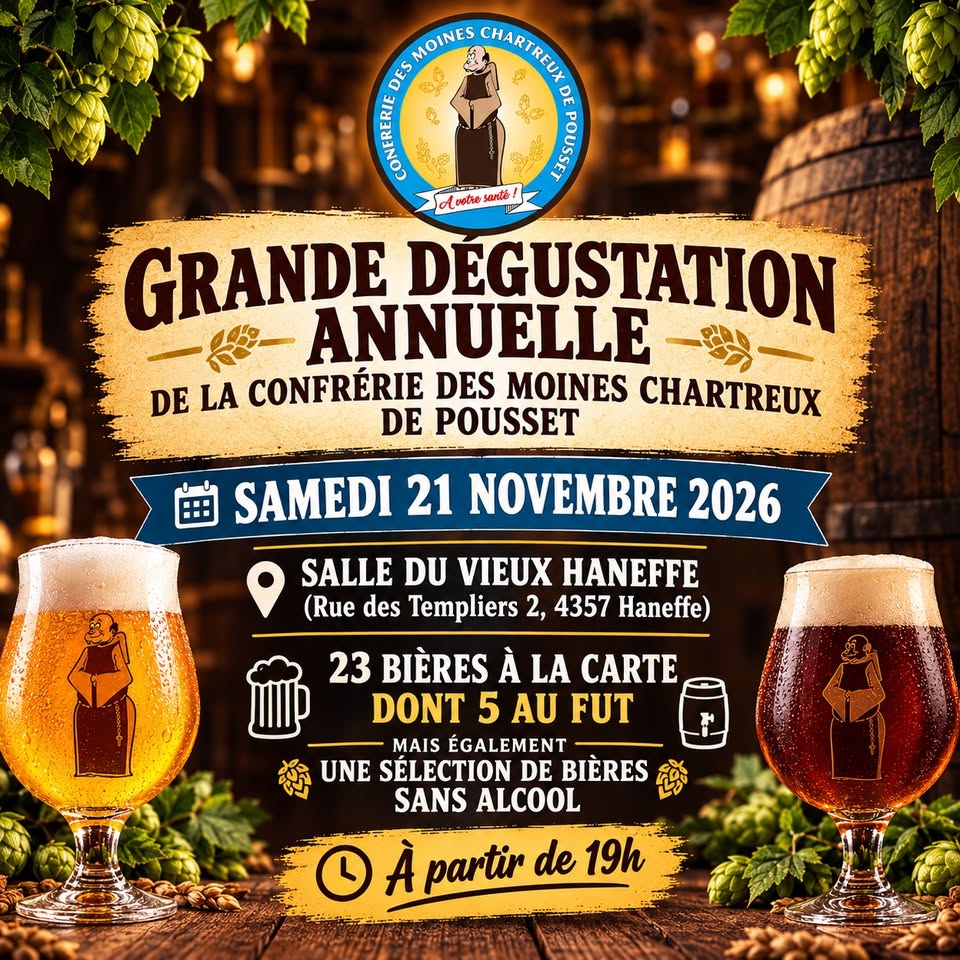 CONFRERIE DES MOINES CHARTREUX DE POUSSET
A votre santé !
GRANDE DÉGUSTATION
ANNUELLE
DE LA CONFRÉRIE DES MOINES CHARTREUX
DE POUSSET
SAMEDI 21 NOVEMBRE 2026
SALLE DU VIEUX HANEFFE
(Rue des Templiers 2, 4357 Haneffe)
23 BIÈRES À LA CARTE
DONT 5 AU FUT
MAIS ÉGALEMENT
UNE SÉLECTION DE BIÈRES
SANS ALCOOL
À partir de 19h